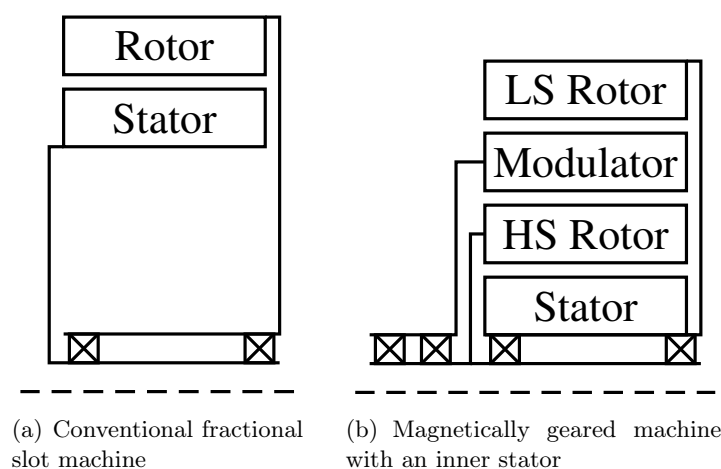 Rotor
Stator
LS Rotor
Modulator
HS Rotor
Stator
(a) Conventional fractional
slot machine
(b) Magnetically geared machine
with an inner stator